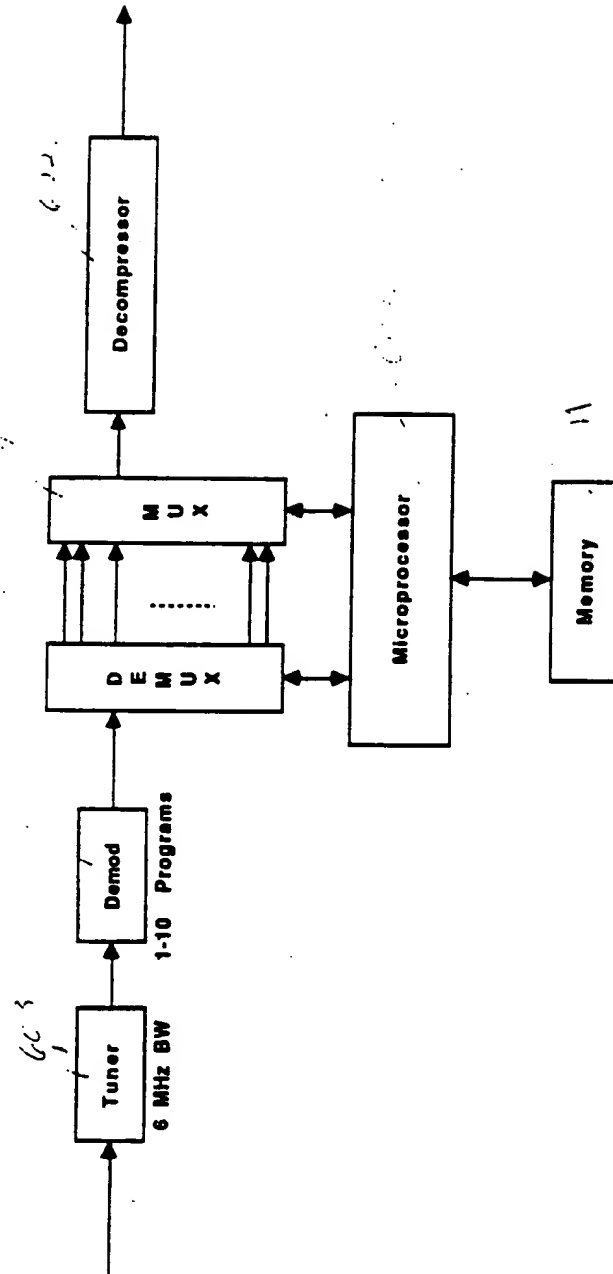 Tuner
6 MHz BW
Demod
1-10 Programs
DEMUX
MUX
Decompressor
Microprocessor
Memory